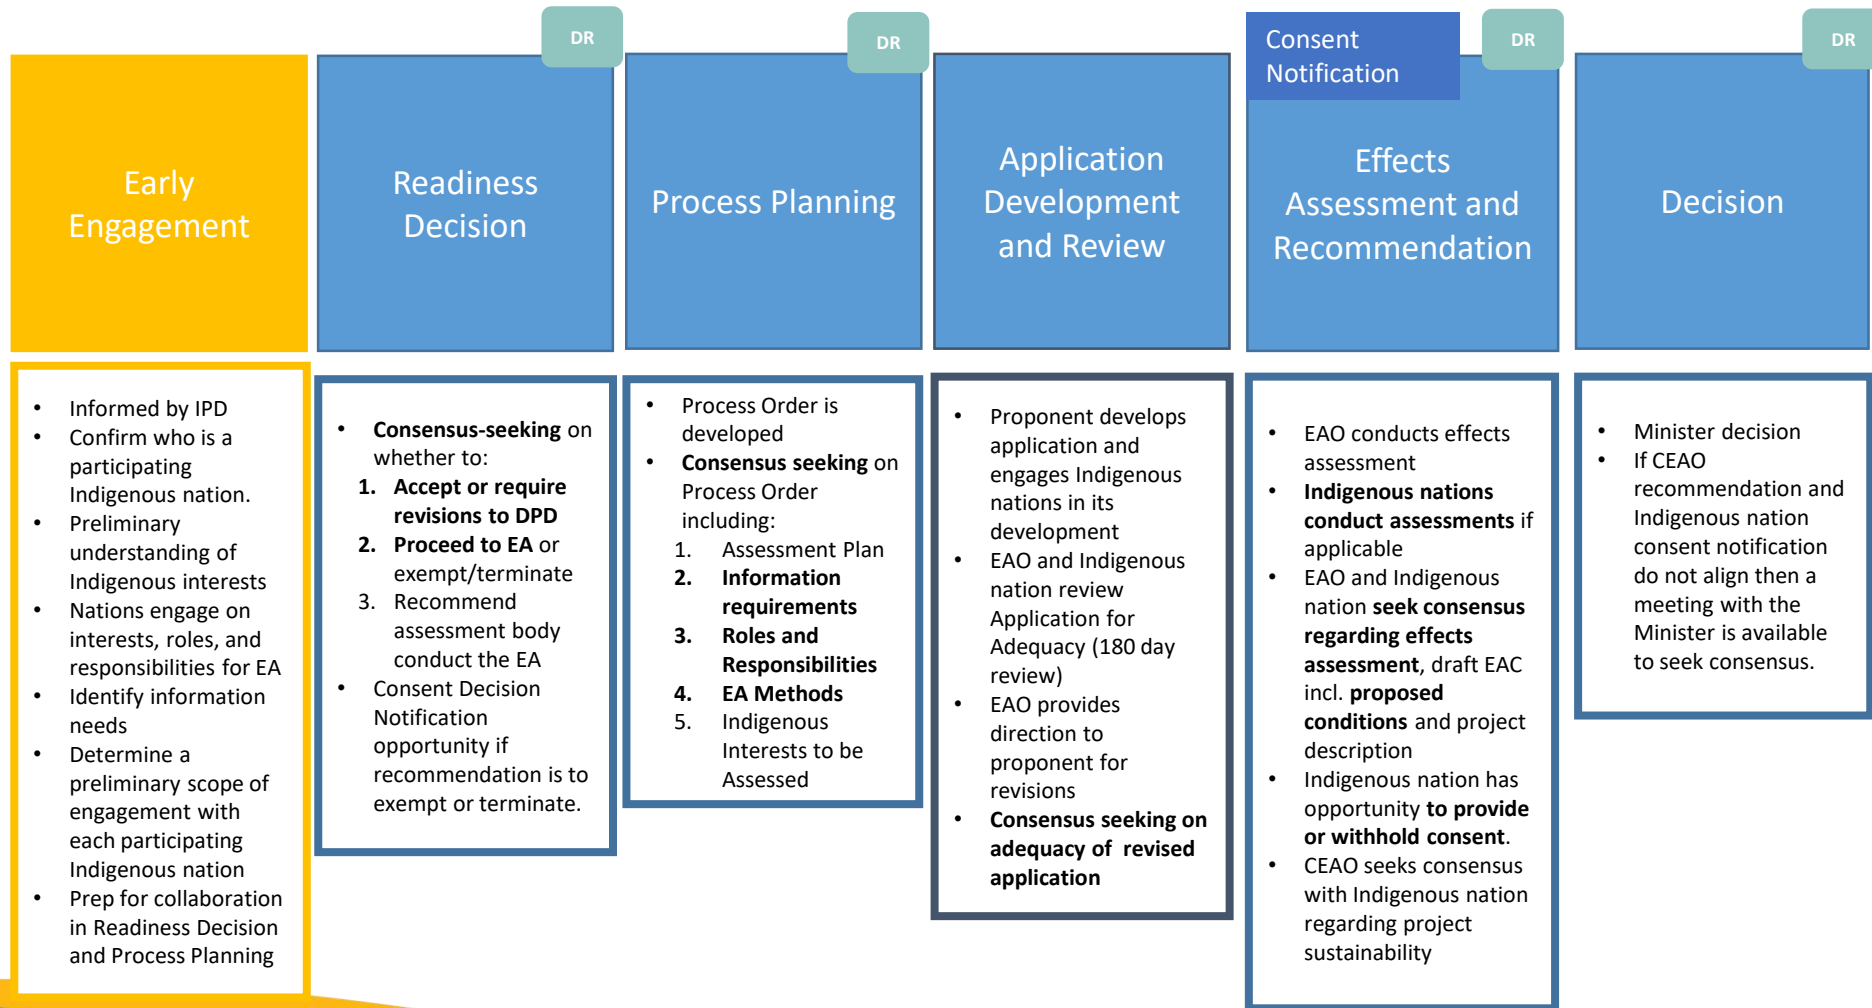 Early
Engagement
• Informed by IPD
• Confirm who is a
participating
Indigenous nation.
• Preliminary
understanding of
Indigenous interests
• Nations engage on
interests, roles, and
responsibilities for EA
• Identify information
needs
• Determine a
preliminary scope of
engagement with
each participating
Indigenous nation
• Prep for collaboration
in Readiness Decision
and Process Planning
DR
Readiness
Decision
• Consensus-seeking on
whether to:
1. Accept or require
revisions to DPD
2. Proceed to EA or
exempt/terminate
3. Recommend
assessment body
conduct the EA
• Consent Decision
Notification
opportunity if
recommendation is to
exempt or terminate.
DR
Process Planning
• Process Order is
developed
• Consensus seeking on
Process Order
including:
1. Assessment Plan
2. Information
requirements
3. Roles and
Responsibilities
4. EA Methods
5. Indigenous
Interests to be
Assessed
Application
Development
and Review
• Proponent develops
application and
engages Indigenous
nations in its
development
• EAO and Indigenous
nation review
Application for
Adequacy (180 day
review)
• EAO provides
direction to
proponent for
revisions
• Consensus seeking on
adequacy of revised
application
Consent
Notification
DR
Effects
Assessment and
Recommendation
• EAO conducts effects
assessment
• Indigenous nations
conduct assessments if
applicable
• EAO and Indigenous
nation seek consensus
regarding effects
assessment, draft EAC
incl. proposed
conditions and project
description
• Indigenous nation has
opportunity to provide
or withhold consent.
• CEAO seeks consensus
with Indigenous nation
regarding project
sustainability
DR
Decision
• Minister decision
• If CEAO
recommendation and
Indigenous nation
consent notification
do not align then a
meeting with the
Minister is available
to seek consensus.